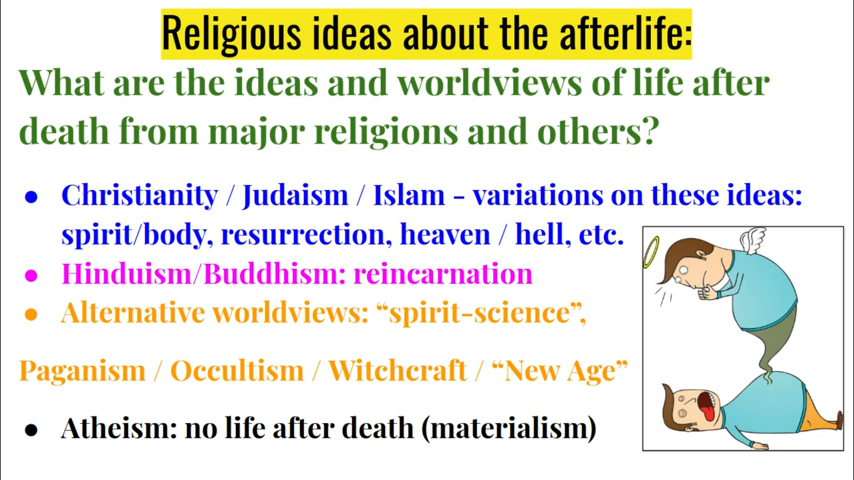 Religious ideas about the afterlife:
What are the ideas and worldviews of life after
death from major religions and others?
● Christianity / Judaism / Islam - variations on these ideas:
spirit/body, resurrection, heaven / hell, etc.
● Hinduism/Buddhism: reincarnation
● Alternative worldviews: “spirit-science”,
Paganism / Occultism / Witchcraft / “New Age”
● Atheism: no life after death (materialism)